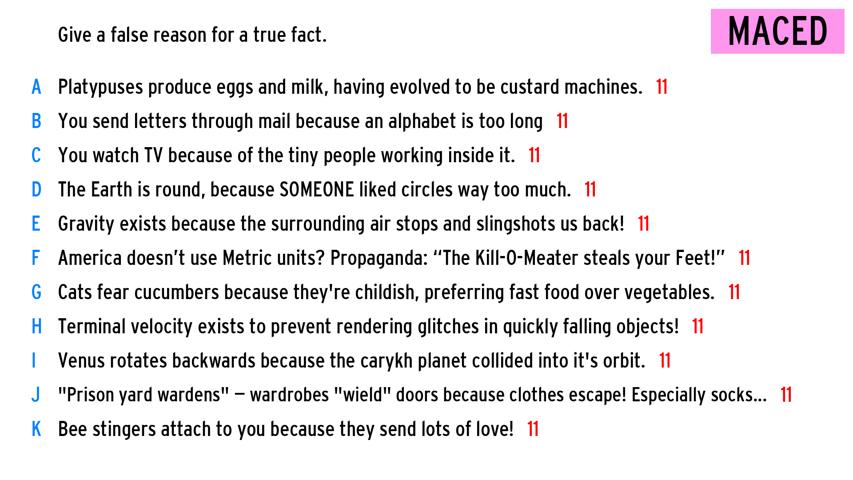 Give a false reason for a true fact.
MACED
A Platypuses produce eggs and milk, having evolved to be custard machines. 11
B You send letters through mail because an alphabet is too long 11
C You watch TV because of the tiny people working inside it. 11
D The Earth is round, because SOMEONE liked circles way too much. 11
E Gravity exists because the surrounding air stops and slingshots us back! 11
F America doesn’t use Metric units? Propaganda: “The Kill-O-Meater steals your Feet!” 11
G Cats fear cucumbers because they're childish, preferring fast food over vegetables. 11
H Terminal velocity exists to prevent rendering glitches in quickly falling objects! 11
I Venus rotates backwards because the carykh planet collided into it's orbit. 11
J "Prison yard wardens" – wardrobes "wield" doors because clothes escape! Especially socks... 11
K Bee stingers attach to you because they send lots of love! 11